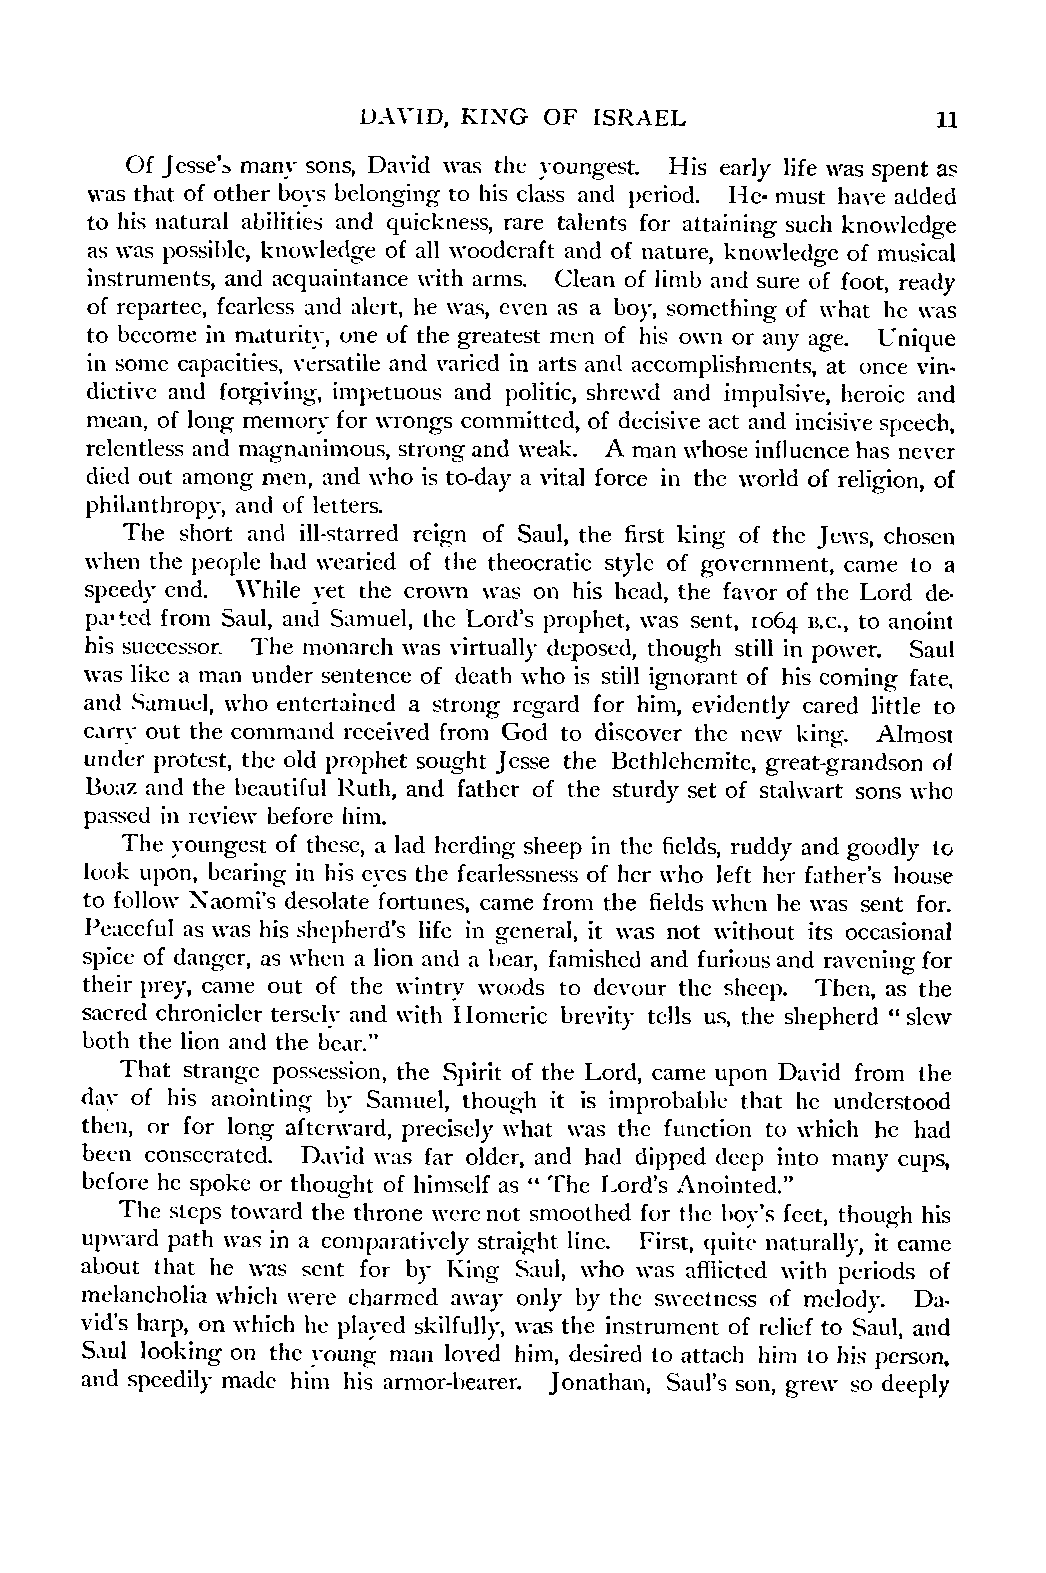 DAVID, KING OF ISRAEL 11
Of Jesse's many sons, David was the youngest. His early life was spent as
was that of other boys belonging to his class and period. He must have added
to his natural abilities and quickness, rare talents for attaining such knowledge
as was possible, knowledge of all woodcraft and of nature, knowledge of musical
instruments, and acquaintance with arms. Clean of limb and sure of foot, ready
of repartee, fearless and alert, he was, even as a boy, something of what he was
to become in maturity, one of the greatest men of his own or any age. Unique
in some capacities, versatile and varied in arts and accomplishments, at once vin-
dictive and forgiving, impetuous and politic, shrewd and impulsive, heroic and
mean, of long memory for wrongs committed, of decisive act and incisive speech,
relentless and magnanimous, strong and weak. A man whose influence has never
died out among men, and who is to-day a vital force in the world of religion, of
philanthropy, and of letters.
The short and ill-starred reign of Saul, the first king of the Jews, chosen
when the people had wearied of the theocratic style of government, came to a
speedy end. While yet the crown was on his head, the favor of the Lord de-
parted from Saul, and Samuel, the Lord's prophet, was sent, 1064 B.C., to anoint
his successor. The monarch was virtually deposed, though still in power. Saul
was like a man under sentence of death who is still ignorant of his coming fate,
and Samuel, who entertained a strong regard for him, evidently cared little to
carry out the command received from God to discover the new king. Almost
under protest, the old prophet sought Jesse the Bethlehemite, great-grandson of
Boaz and the beautiful Ruth, and father of the sturdy set of stalwart sons who
passed in review before him.
The youngest of these, a lad herding sheep in the fields, ruddy and goodly to
look upon, bearing in his eyes the fearlessness of her who left her father's house
to follow Naomi's desolate fortunes, came from the fields when he was sent for.
Peaceful as was his shepherd's life in general, it was not without its occasional
spice of danger, as when a lion and a bear, famished and furious and ravening for
their prey, came out of the wintry woods to devour the sheep. Then, as the
sacred chronicler tersely and with Homeric brevity tells us, the shepherd "slew
both the lion and the bear."
That strange possession, the Spirit of the Lord, came upon David from the
day of his anointing by Samuel, though it is improbable that he understood
then, or for long afterward, precisely what was the function to which he had
been consecrated. David was far older, and had dipped deep into many cups,
before he spoke or thought of himself as "The Lord's Anointed."
The steps toward the throne were not smoothed for the boy's feet, though his
upward path was in a comparatively straight line. First, quite naturally, it came
about that he was sent for by King Saul, who was afflicted with periods of
melancholia which were charmed away only by the sweetness of melody. Da-
vid's harp, on which he played skilfully, was the instrument of relief to Saul, and
Saul looking on the young man loved him, desired to attach him to his person,
and speedily made him his armor-bearer. Jonathan, Saul's son, grew so deeply